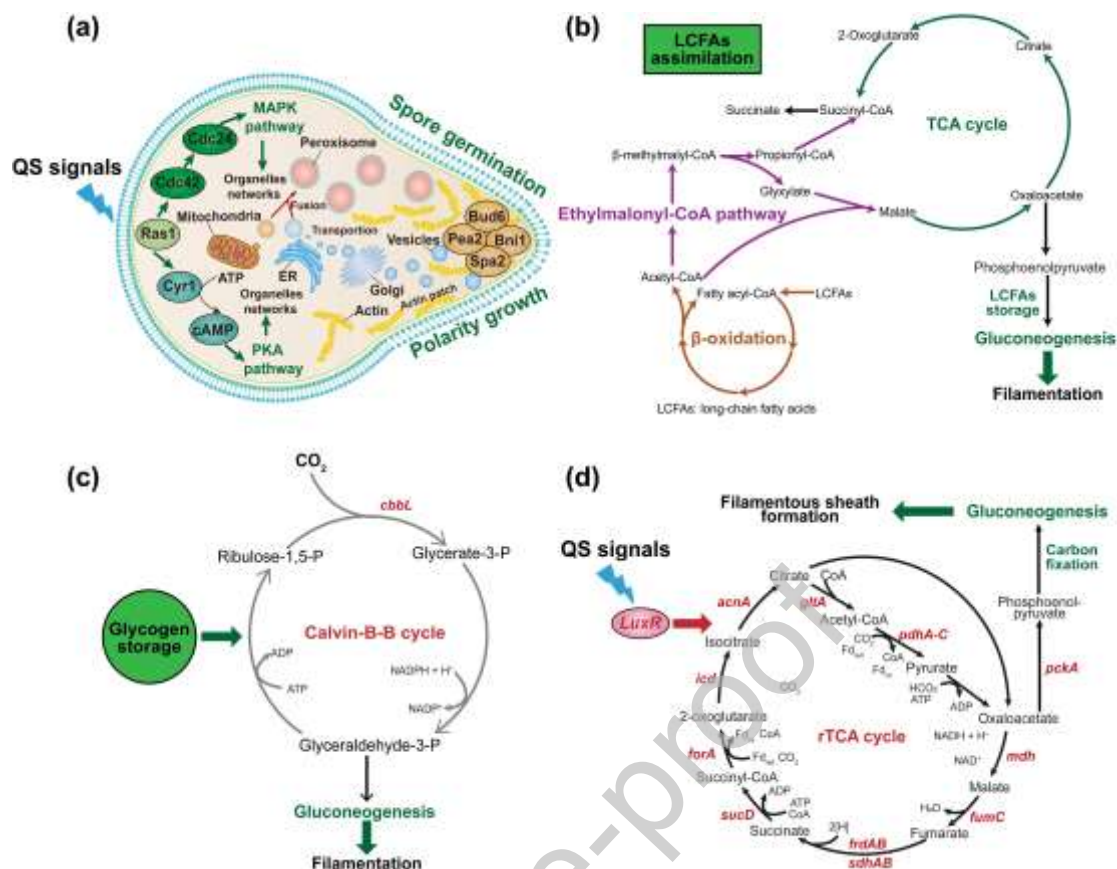 (a)
QS signals
Spore germination
Polarity growth
MAPK
pathway
Cdc24
Cdc42
Ras1
Cyr1
cAMP
PKA
pathway
Organelles
networks
Mitochondria
ATP
Organelles
networks
Peroxisome
Fusion
Transportion
ER
Golgi
Vesicles
Actin patch
Actin
Bud6
Pea2
Bni1
Spa2
(b)
LCFAs
assimilation
2-Oxoglutarate
Citrate
Succinate
Succinyl-CoA
TCA cycle
β-methylmalyl-CoA
Propionyl-CoA
Glyxylate
Oxaloacetate
Ethylmalonyl-CoA pathway
Malate
Acetyl-CoA
Fatty acyl-CoA
LCFAs
β-oxidation
LCFAs: long-chain fatty acids
Phosphoenolpyruvate
LCFAs
storage
Gluconeogenesis
Filamentation
(c)
CO2
cbbL
Ribulose-1,5-P
Glycerate-3-P
Glycogen
storage
Calvin-B-B cycle
ADP
ATP
NADPH + H+
NADP+
Glyceraldehyde-3-P
Gluconeogenesis
Filamentation
(d)
Filamentous sheath
formation
Gluconeogenesis
QS signals
LuxR
Carbon
fixation
Phosphoenol-
pyruvate
pckA
Citrate
CoA
acnA
gltA
Acetyl-CoA
CO2
pdhA-C
CoA
Isocitrate
Pyrurate
HCO3
ATP
ADP
icd
CO2
Oxaloacetate
2-oxoglutarate
rTCA cycle
NADH + H+
NAD+
mdh
CoA
forA
CO2
Succinyl-CoA
Malate
ADP
ATP
CoA
sucD
H2O
fumC
Succinate
2[H]
Fumarate
frdAB
sdhAB
e-proof